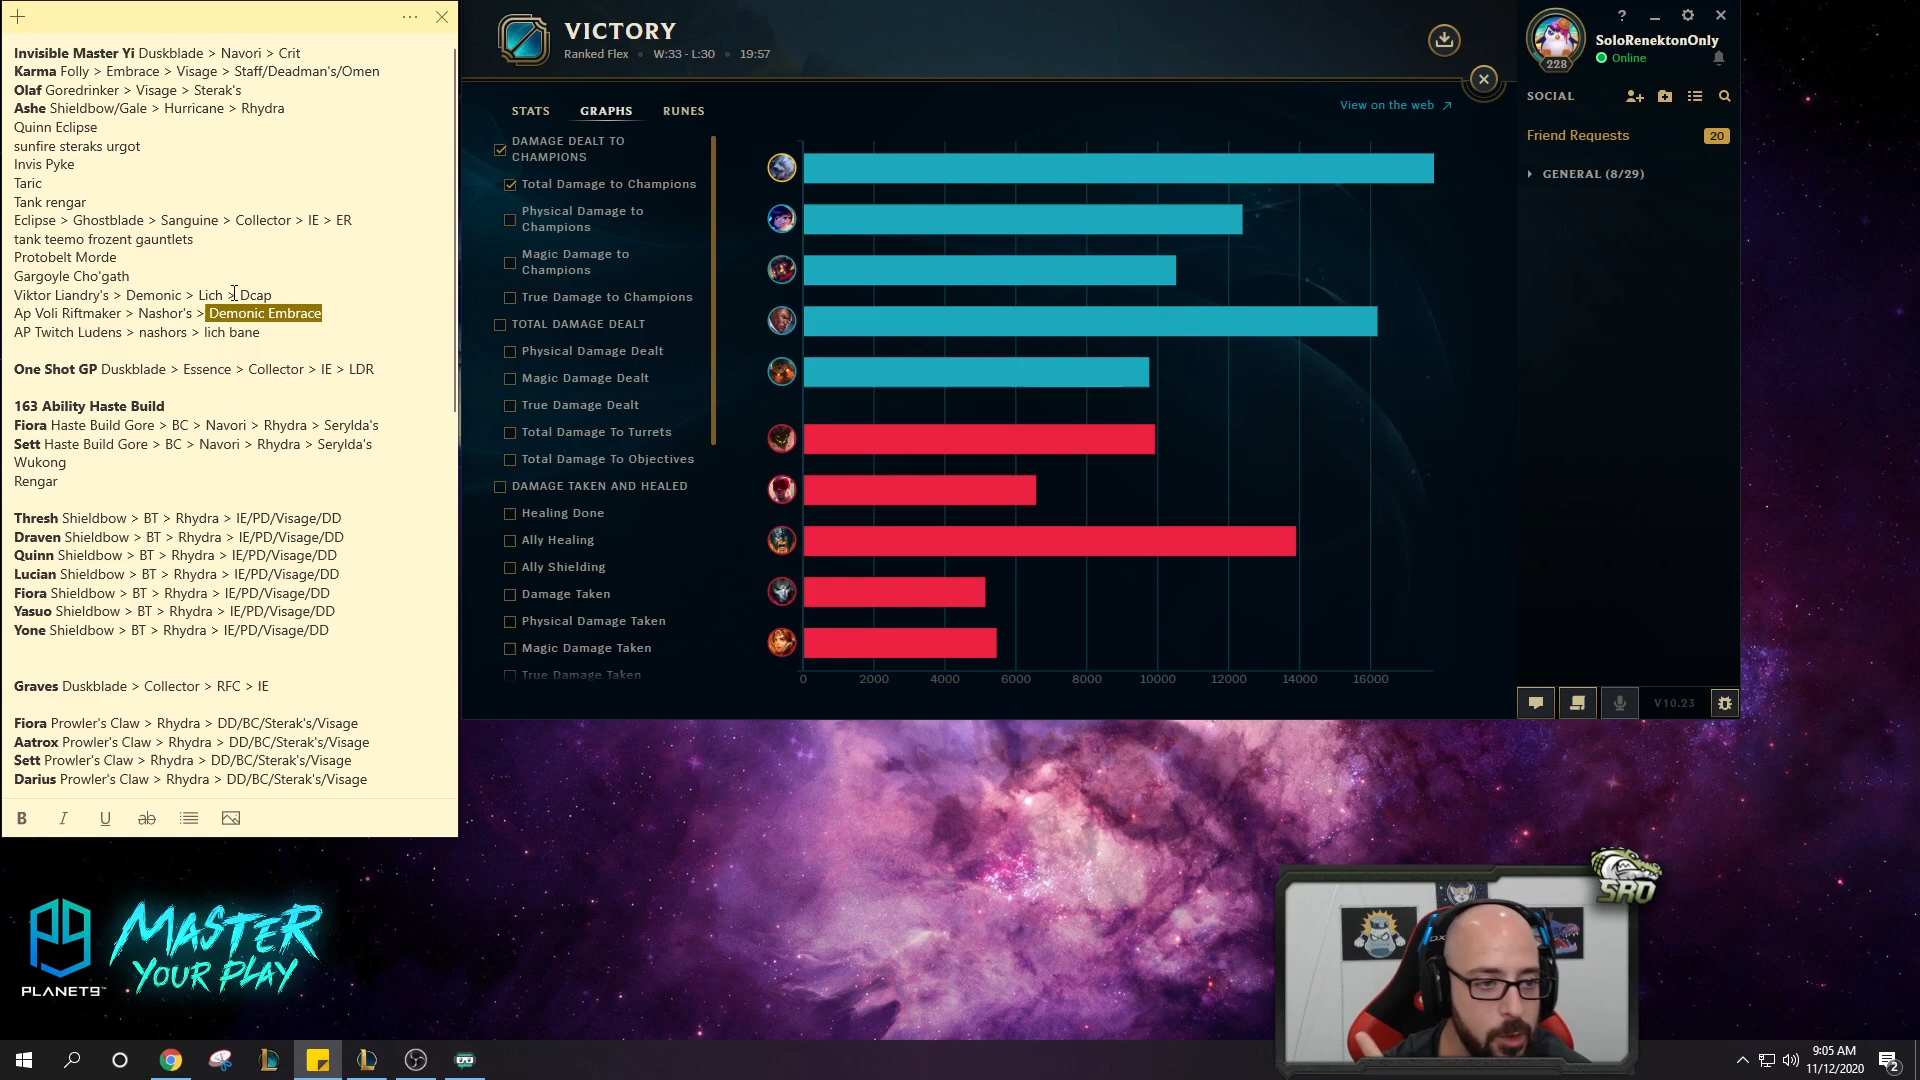 Invisible Master Yi Duskblade > Navori > Crit
Karma Folly > Embrace > Visage > Staff/Deadman's/Omen
Olaf Goredrinker > Visage > Sterak's
Ashe Shieldbow/Gale > Hurricane > Rhydra
Quinn Eclipse
sunfire steraks urgot
Invis Pyke
Taric
Tank rengar
Eclipse > Ghostblade > Sanguine > Collector > IE > ER
tank teemo frozent gauntlets
Protobelt Morde
Gargoyle Cho'gath
Viktor Liandry's > Demonic > Lich > Dcap
Ap Voli Riftmaker > Nashor's > Demonic Embrace
AP Twitch Ludens > nashors > lich bane
One Shot GP Duskblade > Essence > Collector > IE > LDR
163 Ability Haste Build
Fiora Haste Build Gore > BC > Navori > Rhydra > Serylda's
Sett Haste Build Gore > BC > Navori > Rhydra > Serylda's
Wukong
Rengar
Thresh Shieldbow > BT > Rhydra > IE/PD/Visage/DD
Draven Shieldbow > BT > Rhydra > IE/PD/Visage/DD
Quinn Shieldbow > BT > Rhydra > IE/PD/Visage/DD
Lucian Shieldbow > BT > Rhydra > IE/PD/Visage/DD
Fiora Shieldbow > BT > Rhydra > IE/PD/Visage/DD
Yasuo Shieldbow > BT > Rhydra > IE/PD/Visage/DD
Yone Shieldbow > BT > Rhydra > IE/PD/Visage/DD
Graves Duskblade > Collector > RFC > IE
Fiora Prowler's Claw > Rhydra > DD/BC/Sterak's/Visage
Aatrox Prowler's Claw > Rhydra > DD/BC/Sterak's/Visage
Sett Prowler's Claw > Rhydra > DD/BC/Sterak's/Visage
Darius Prowler's Claw > Rhydra > DD/BC/Sterak's/Visage
B I U ab
VICTORY
Ranked Flex • W:33 - L:30 • 19:57
STATS GRAPHS RUNES
View on the web
DAMAGE DEALT TO
CHAMPIONS
Total Damage to Champions
Physical Damage to
Champions
Magic Damage to
Champions
True Damage to Champions
TOTAL DAMAGE DEALT
Physical Damage Dealt
Magic Damage Dealt
True Damage Dealt
Total Damage To Turrets
Total Damage To Objectives
DAMAGE TAKEN AND HEALED
Healing Done
Ally Healing
Ally Shielding
Damage Taken
Physical Damage Taken
Magic Damage Taken
True Damage Taken
0 2000 4000 6000 8000 10000 12000 14000 16000
?
SoloRenektonOnly
Online
228
SOCIAL
Friend Requests 20
GENERAL (8/29)
V10.23
PLANET9™
MASTER
YOUR PLAY
SRO
DX
9:05 AM
11/12/2020
2